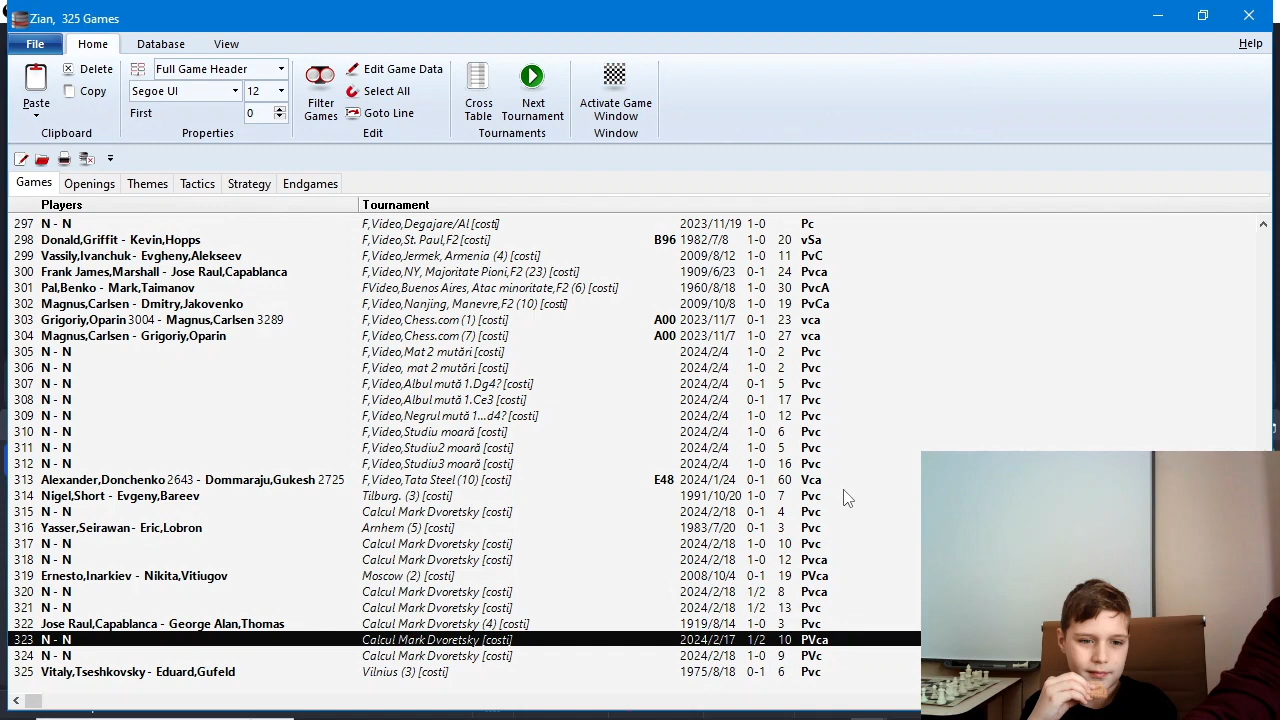 Zian, 325 Games
File Home Database View Help
Paste Delete Copy Clipboard
Full Game Header Segoe UI 12 First 0 Properties
Filter Games Edit Game Data Select All Goto Line Edit
Cross Table Next Tournament Tournaments
Activate Game Window Window
Games Openings Themes Tactics Strategy Endgames
Players Tournament
297 N - N F,Video,Degajare/Al [costi] 2023/11/19 1-0 Pc
298 Donald,Griffit - Kevin,Hopps F,Video,St. Paul,F2 [costi] B96 1982/7/8 1-0 20 vSa
299 Vassily,Ivanchuk - Evgheny,Alekseev F,Video,Jermek, Armenia (4) [costi] 2009/8/12 1-0 11 PvC
300 Frank James,Marshall - Jose Raul,Capablanca F,Video,NY, Majoritate Pioni,F2 (23) [costi] 1909/6/23 0-1 24 Pvca
301 Pal,Benko - Mark,Taimanov FVideo,Buenos Aires, Atac minoritate,F2 (6) [costi] 1960/8/18 1-0 30 PvcA
302 Magnus,Carlsen - Dmitry,Jakovenko F,Video,Nanjing, Manevre,F2 (10) [costi] 2009/10/8 1-0 19 PvCa
303 Grigoriy,Oparin 3004 - Magnus,Carlsen 3289 F,Video,Chess.com (1) [costi] A00 2023/11/7 0-1 23 vca
304 Magnus,Carlsen - Grigoriy,Oparin F,Video,Chess.com (7) [costi] A00 2023/11/7 1-0 27 vca
305 N - N F,Video,Mat 2 mutări [costi] 2024/2/4 1-0 2 Pvc
306 N - N F,Video, mat 2 mutări [costi] 2024/2/4 1-0 2 Pvc
307 N - N F,Video,Albul mută 1.Dg4? [costi] 2024/2/4 0-1 5 Pvc
308 N - N F,Video,Albul mută 1.Ce3 [costi] 2024/2/4 0-1 17 Pvc
309 N - N F,Video,Negrul mută 1...d4? [costi] 2024/2/4 1-0 12 Pvc
310 N - N F,Video,Studiu moară [costi] 2024/2/4 1-0 6 Pvc
311 N - N F,Video,Studiu2 moară [costi] 2024/2/4 1-0 5 Pvc
312 N - N F,Video,Studiu3 moară [costi] 2024/2/4 1-0 16 Pvc
313 Alexander,Donchenko 2643 - Dommaraju,Gukesh 2725 F,Video,Tata Steel (10) [costi] E48 2024/1/24 0-1 60 Vca
314 Nigel,Short - Evgeny,Bareev Tilburg. (3) [costi] 1991/10/20 1-0 7 Pvc
315 N - N Calcul Mark Dvoretsky [costi] 2024/2/18 1-0 4 Pvc
316 Yasser,Seirawan - Eric,Lobron Arnhem (5) [costi] 1983/7/20 0-1 3 Pvc
317 N - N Calcul Mark Dvoretsky [costi] 2024/2/18 1-0 10 Pvc
318 N - N Calcul Mark Dvoretsky [costi] 2024/2/18 1-0 12 Pvca
319 Ernesto,Inarkiev - Nikita,Vitiugov Moscow (2) [costi] 2008/10/4 0-1 19 PVca
320 N - N Calcul Mark Dvoretsky [costi] 2024/2/18 1/2 8 Pvca
321 N - N Calcul Mark Dvoretsky [costi] 2024/2/18 1/2 13 Pvc
322 Jose Raul,Capablanca - George Alan,Thomas Calcul Mark Dvoretsky (4) [costi] 1919/8/14 1-0 3 Pvc
323 N - N Calcul Mark Dvoretsky [costi] 2024/2/17 1/2 10 PVca
324 N - N Calcul Mark Dvoretsky [costi] 2024/2/18 1-0 9 PVc
325 Vitaly,Tseshkovsky - Eduard,Gufeld Vilnius (3) [costi] 1975/8/18 0-1 6 Pvc